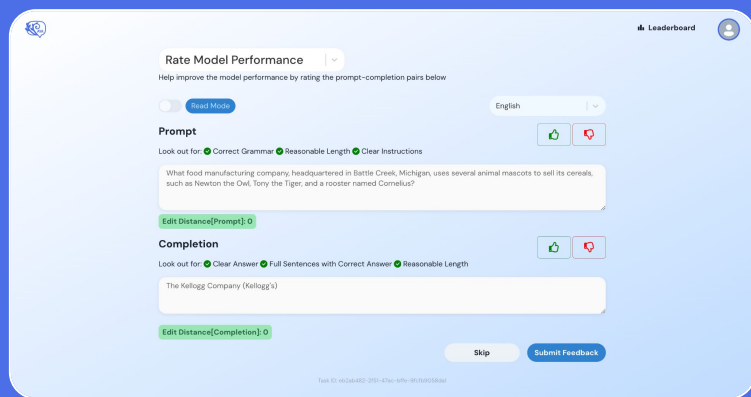 Leaderboard
Rate Model Performance
Help improve the model performance by rating the prompt-completion pairs below
Read Mode
English
Prompt
Look out for: Correct Grammar Reasonable Length Clear Instructions
What food manufacturing company, headquartered in Battle Creek, Michigan, uses several animal mascots to sell its cereals,
such as Newton the Owl, Tony the Tiger, and a rooster named Cornelius?
Edit Distance[Prompt]: 0
Completion
Look out for: Clear Answer Full Sentences with Correct Answer Reasonable Length
The Kellogg Company (Kellogg's)
Edit Distance[Completion]: 0
Skip
Submit Feedback
Task ID: